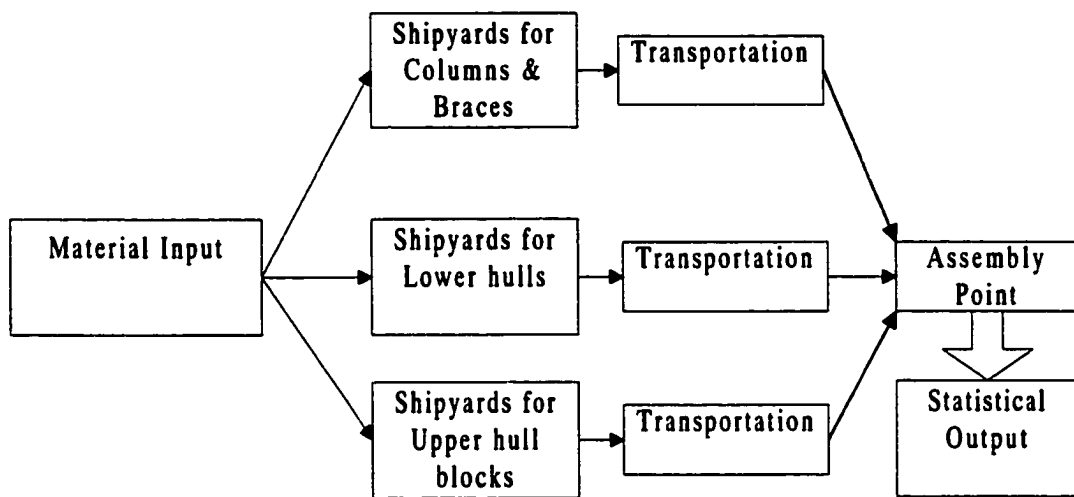 Shipyards for
Columns &
Braces
Transportation
Material Input
Shipyards for
Lower hulls
Transportation
Assembly
Point
Shipyards for
Upper hull
blocks
Transportation
Statistical
Output